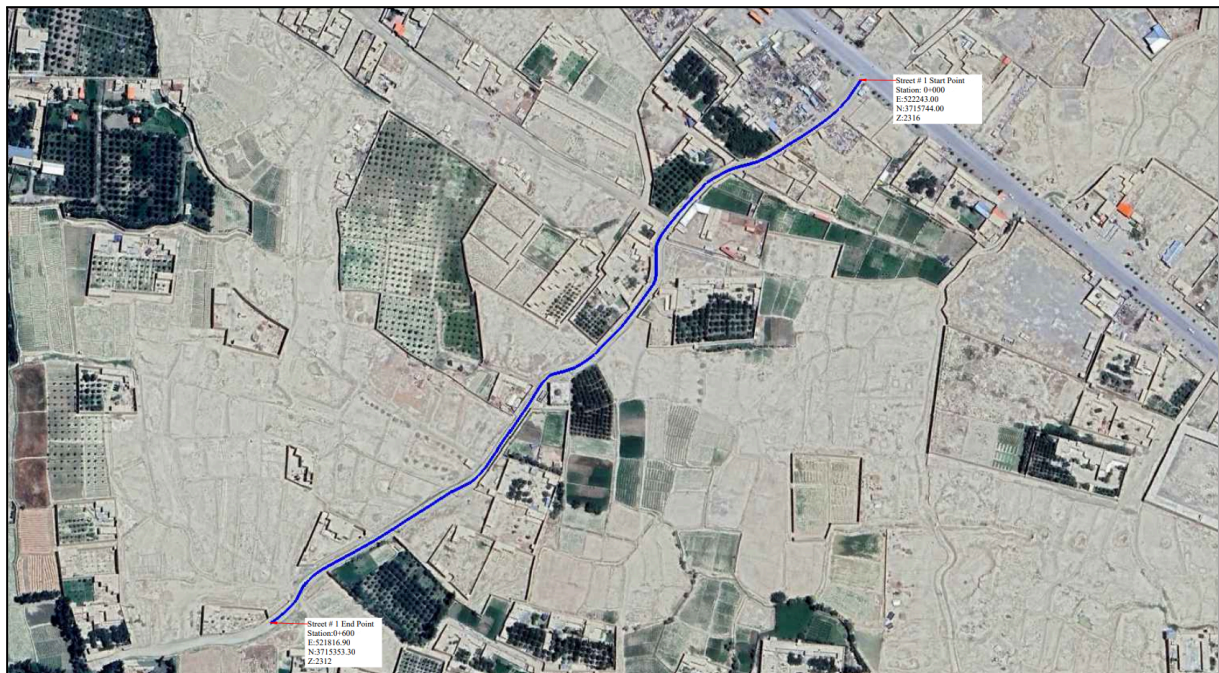 Street # 1 Start Point
Station: 0+000
E:522243.00
N:3715744.00
Z:2316
Street # 1 End Point
Station:0+600
E:521816.90
N:3715353.30
Z:2312